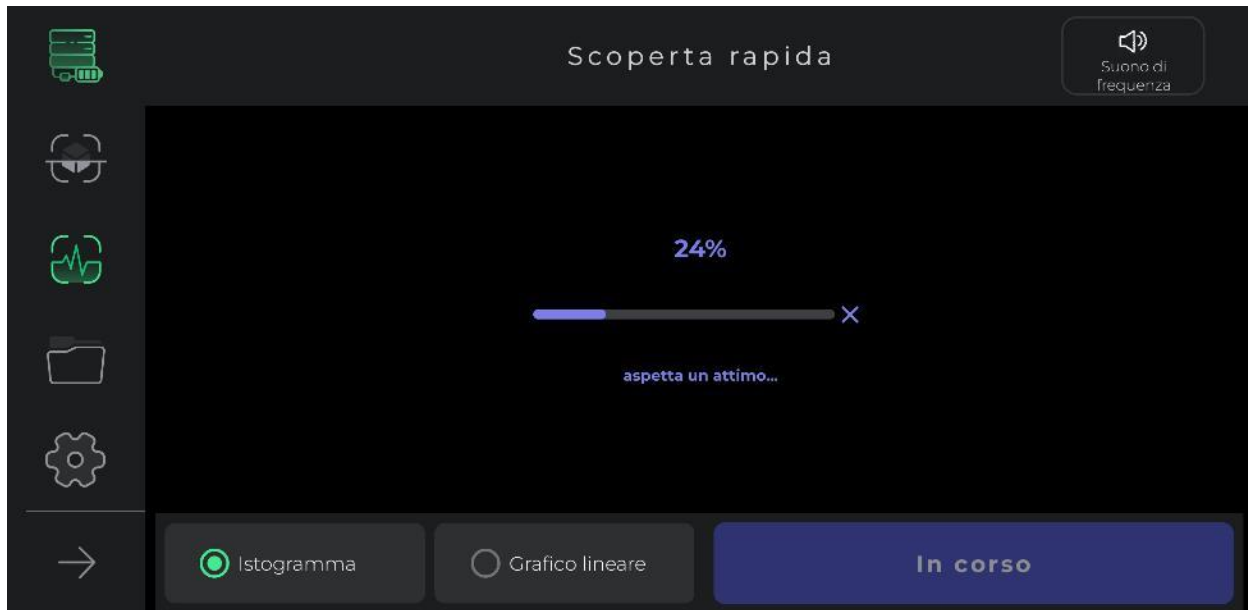 Scoperta rapida
Suono di
frequenza
24%
aspetta un attimo...
Istogramma
Grafico lineare
In corso